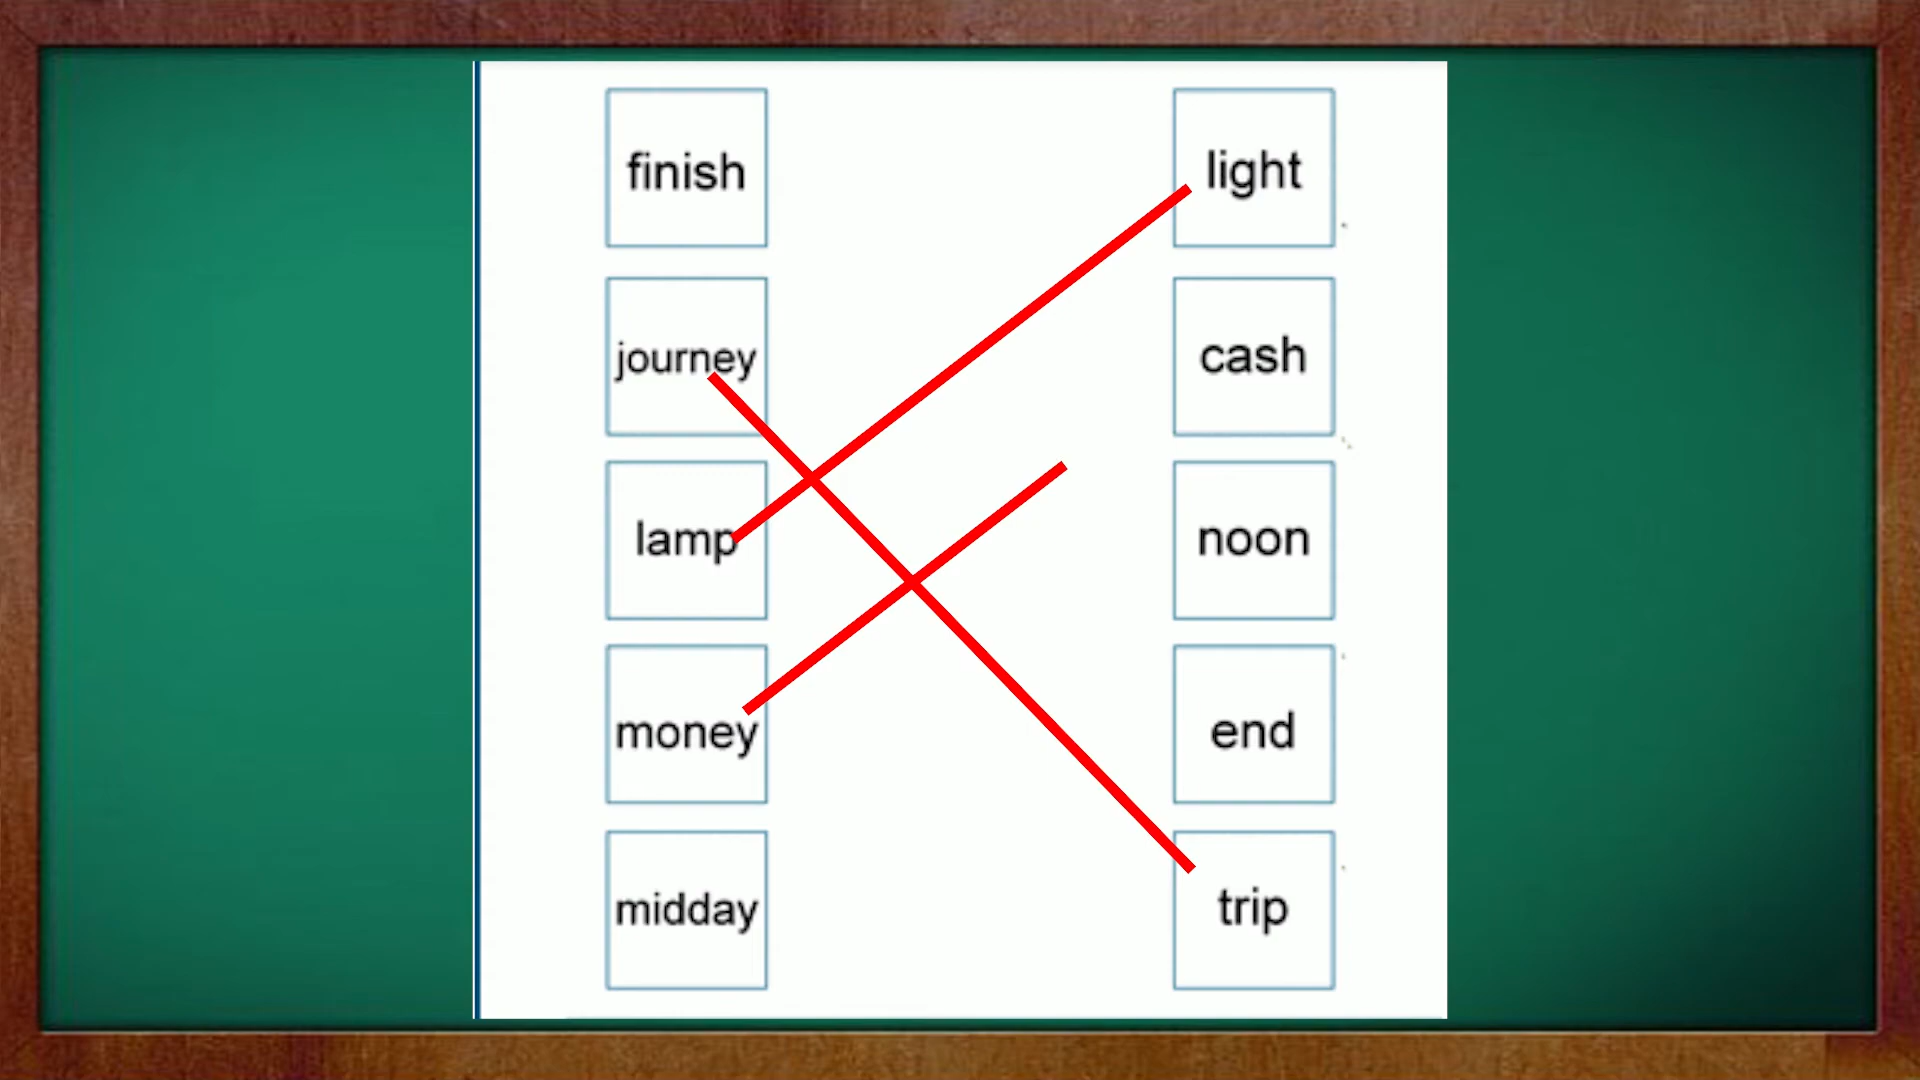 finish light
journey cash
lamp noon
money end
midday trip